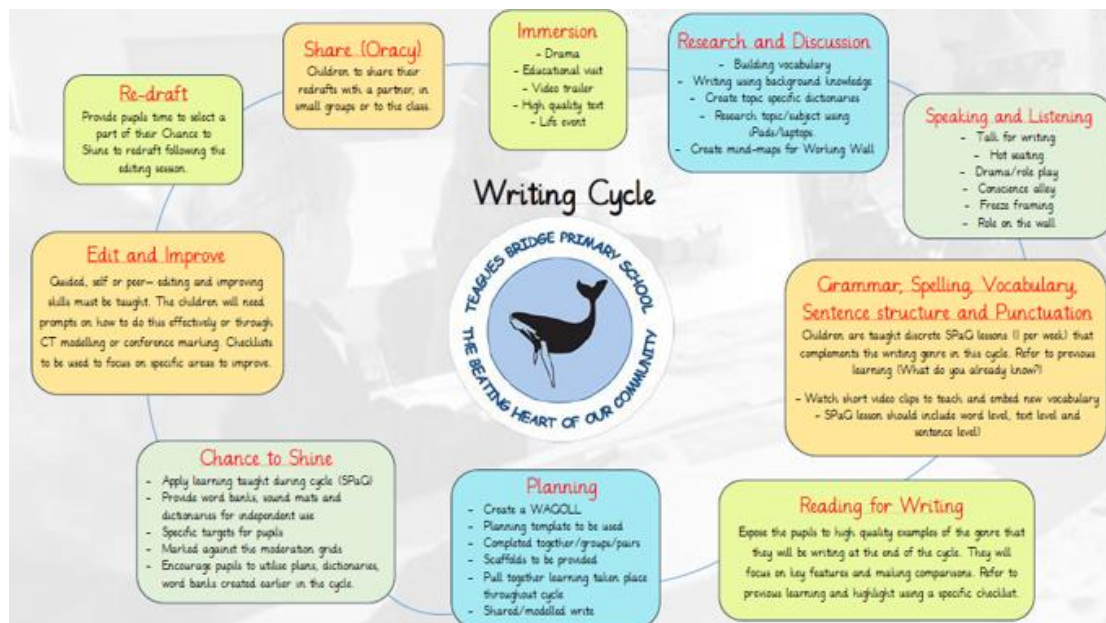 Writing Cycle
TEAGUES BRIDGE PRIMARY SCHOOL
THE BEATING HEART OF OUR COMMUNITY
Immersion
- Drama
- Educational visit
- Video trailer
- High quality text
- Life event
Research and Discussion
- Building vocabulary
- Writing using background knowledge
- Create topic specific dictionaries
- Research topic/subject using
iPads/laptops.
- Create mind-maps for Working Wall
Speaking and Listening
- Talk for writing
- Hot seating
- Drama/role play
- Conscience alley
- Freeze framing
- Role on the wall
Grammar, Spelling, Vocabulary,
Sentence structure and Punctuation
Children are taught discrete SPaG lessons (1 per week) that
complements the writing genre in this cycle. Refer to previous
learning (What do you already know?)
- Watch short video clips to teach and embed new vocabulary
- SPaG lesson should include word level, text level and
sentence level)
Reading for Writing
Expose the pupils to high quality examples of the genre that
they will be writing at the end of the cycle. They will
focus on key features and making comparisons. Refer to
previous learning and highlight using a specific checklist.
Planning
- Create a WAGOLL
- Planning template to be used
- Completed together/groups/pairs
- Scaffolds to be provided
- Pull together learning taken place
throughout cycle
- Shared/modelled write
Chance to Shine
- Apply learning taught during cycle (SPaG)
- Provide word banks, sound mats and
dictionaries for independent use
- Specific targets for pupils
- Marked against the moderation grids
- Encourage pupils to utilise plans, dictionaries,
word banks created earlier in the cycle.
Edit and Improve
Guided, self or peer– editing and improving
skills must be taught. The children will need
prompts on how to do this effectively or through
CT modelling or conference marking. Checklists
to be used to focus on specific areas to improve.
Re-draft
Provide pupils time to select a
part of their Chance to
Shine to redraft following the
editing session.
Share (Oracy)
Children to share their
redrafts with a partner, in
small groups or to the class.